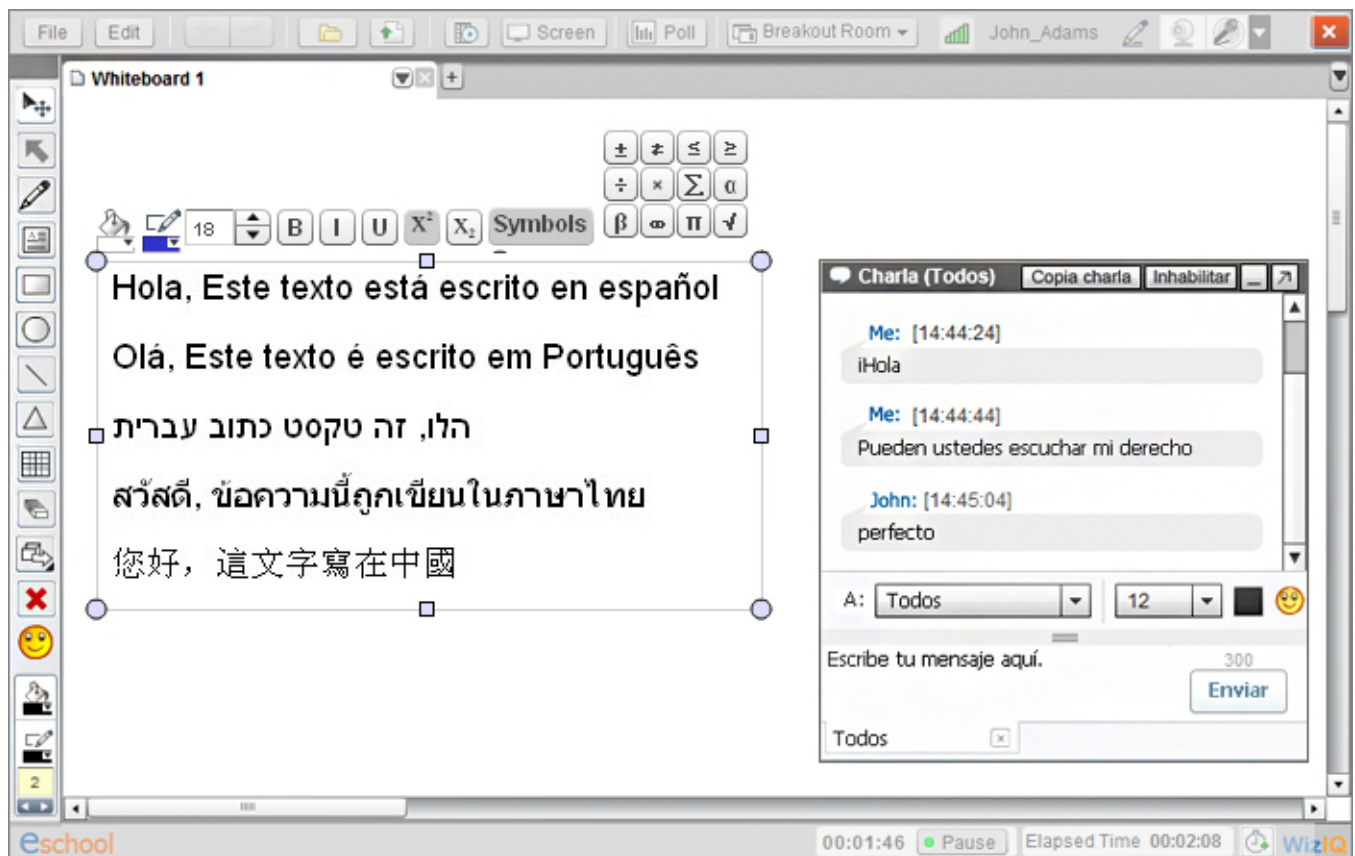 File Edit Screen Poll Breakout Room John_Adams
Whiteboard 1
± ≠ ≤ ≥
÷ × Σ α
18 B I U X² X₂ Symbols β ∞ π √
Hola, Este texto está escrito en español
Olá, Este texto é escrito em Português
הלו, זה טקסט כתוב עברית
สวัสดี, ข้อความนี้ถูกเขียนในภาษาไทย
您好，這文字寫在中國
Charla (Todos) Copia charla Inhabilitar
Me: [14:44:24]
iHola
Me: [14:44:44]
Pueden ustedes escuchar mi derecho
John: [14:45:04]
perfecto
A: Todos 12
Escribe tu mensaje aquí. 300
Enviar
Todos
2
eschool 00:01:46 Pause Elapsed Time 00:02:08 WizIQ